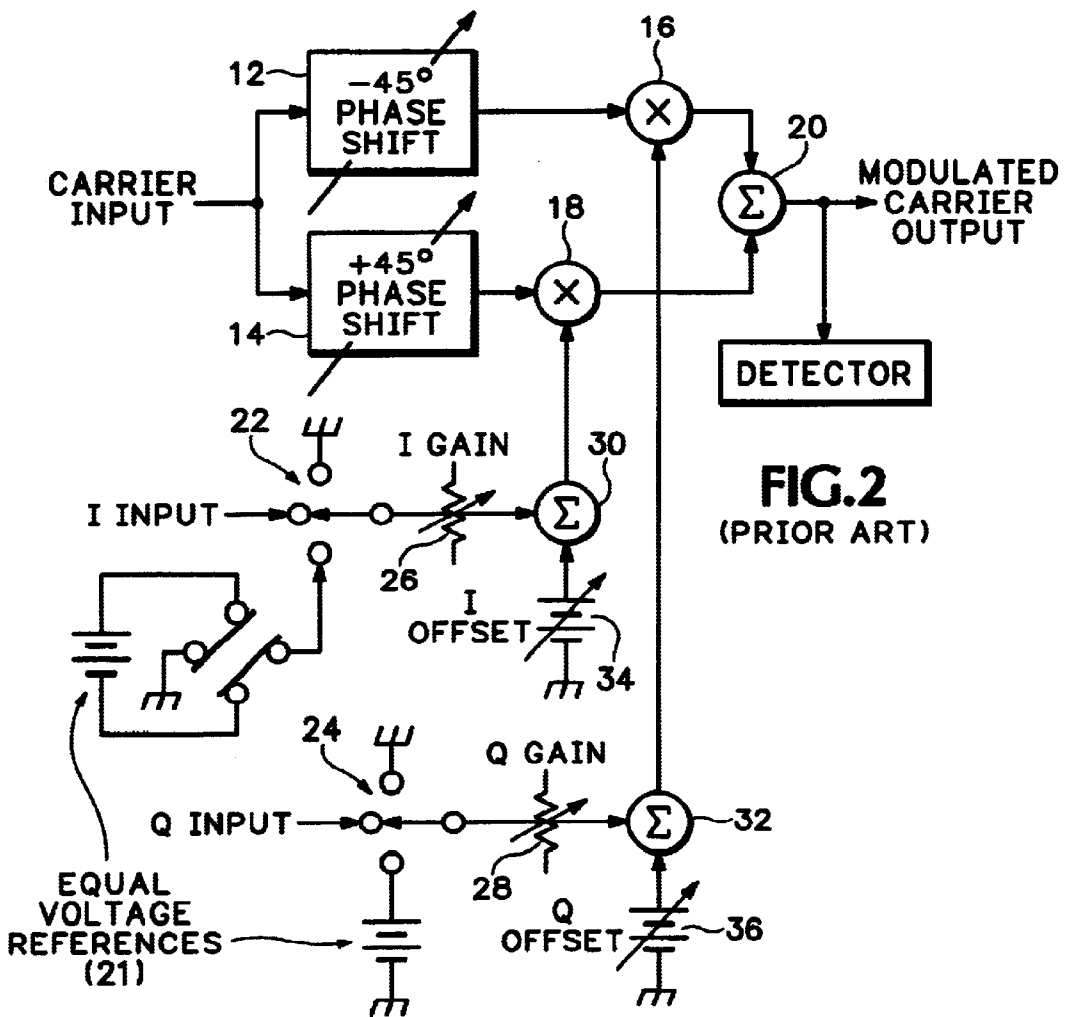 16
12
−45°
PHASE
SHIFT
×
20
CARRIER
INPUT
Σ
MODULATED
CARRIER
OUTPUT
18
+45°
PHASE
SHIFT
×
14
DETECTOR
22
I GAIN
30
FIG.2
(PRIOR ART)
I INPUT
Σ
26
I
OFFSET
34
24
Q GAIN
Q INPUT
Σ
32
28
EQUAL
VOLTAGE
REFERENCES
(21)
Q
OFFSET
36